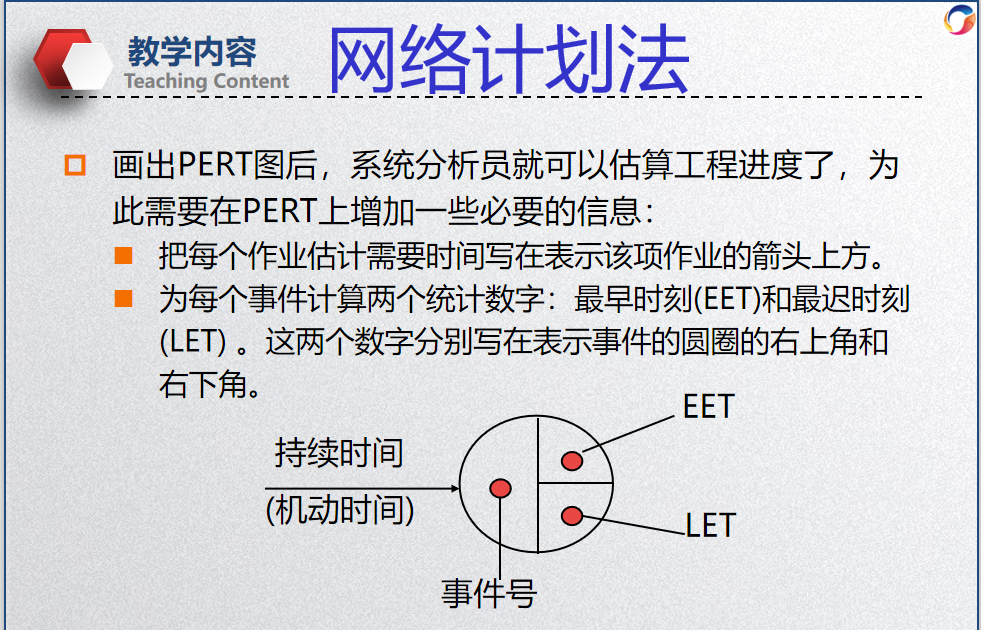 教学内容
Teaching Content
网络计划法
画出PERT图后，系统分析员就可以估算工程进度了，为
此需要在PERT上增加一些必要的信息：
把每个作业估计需要时间写在表示该项作业的箭头上方。
为每个事件计算两个统计数字：最早时刻(EET)和最迟时刻
(LET) 。这两个数字分别写在表示事件的圆圈的右上角和
右下角。
EET
持续时间
(机动时间)
LET
事件号